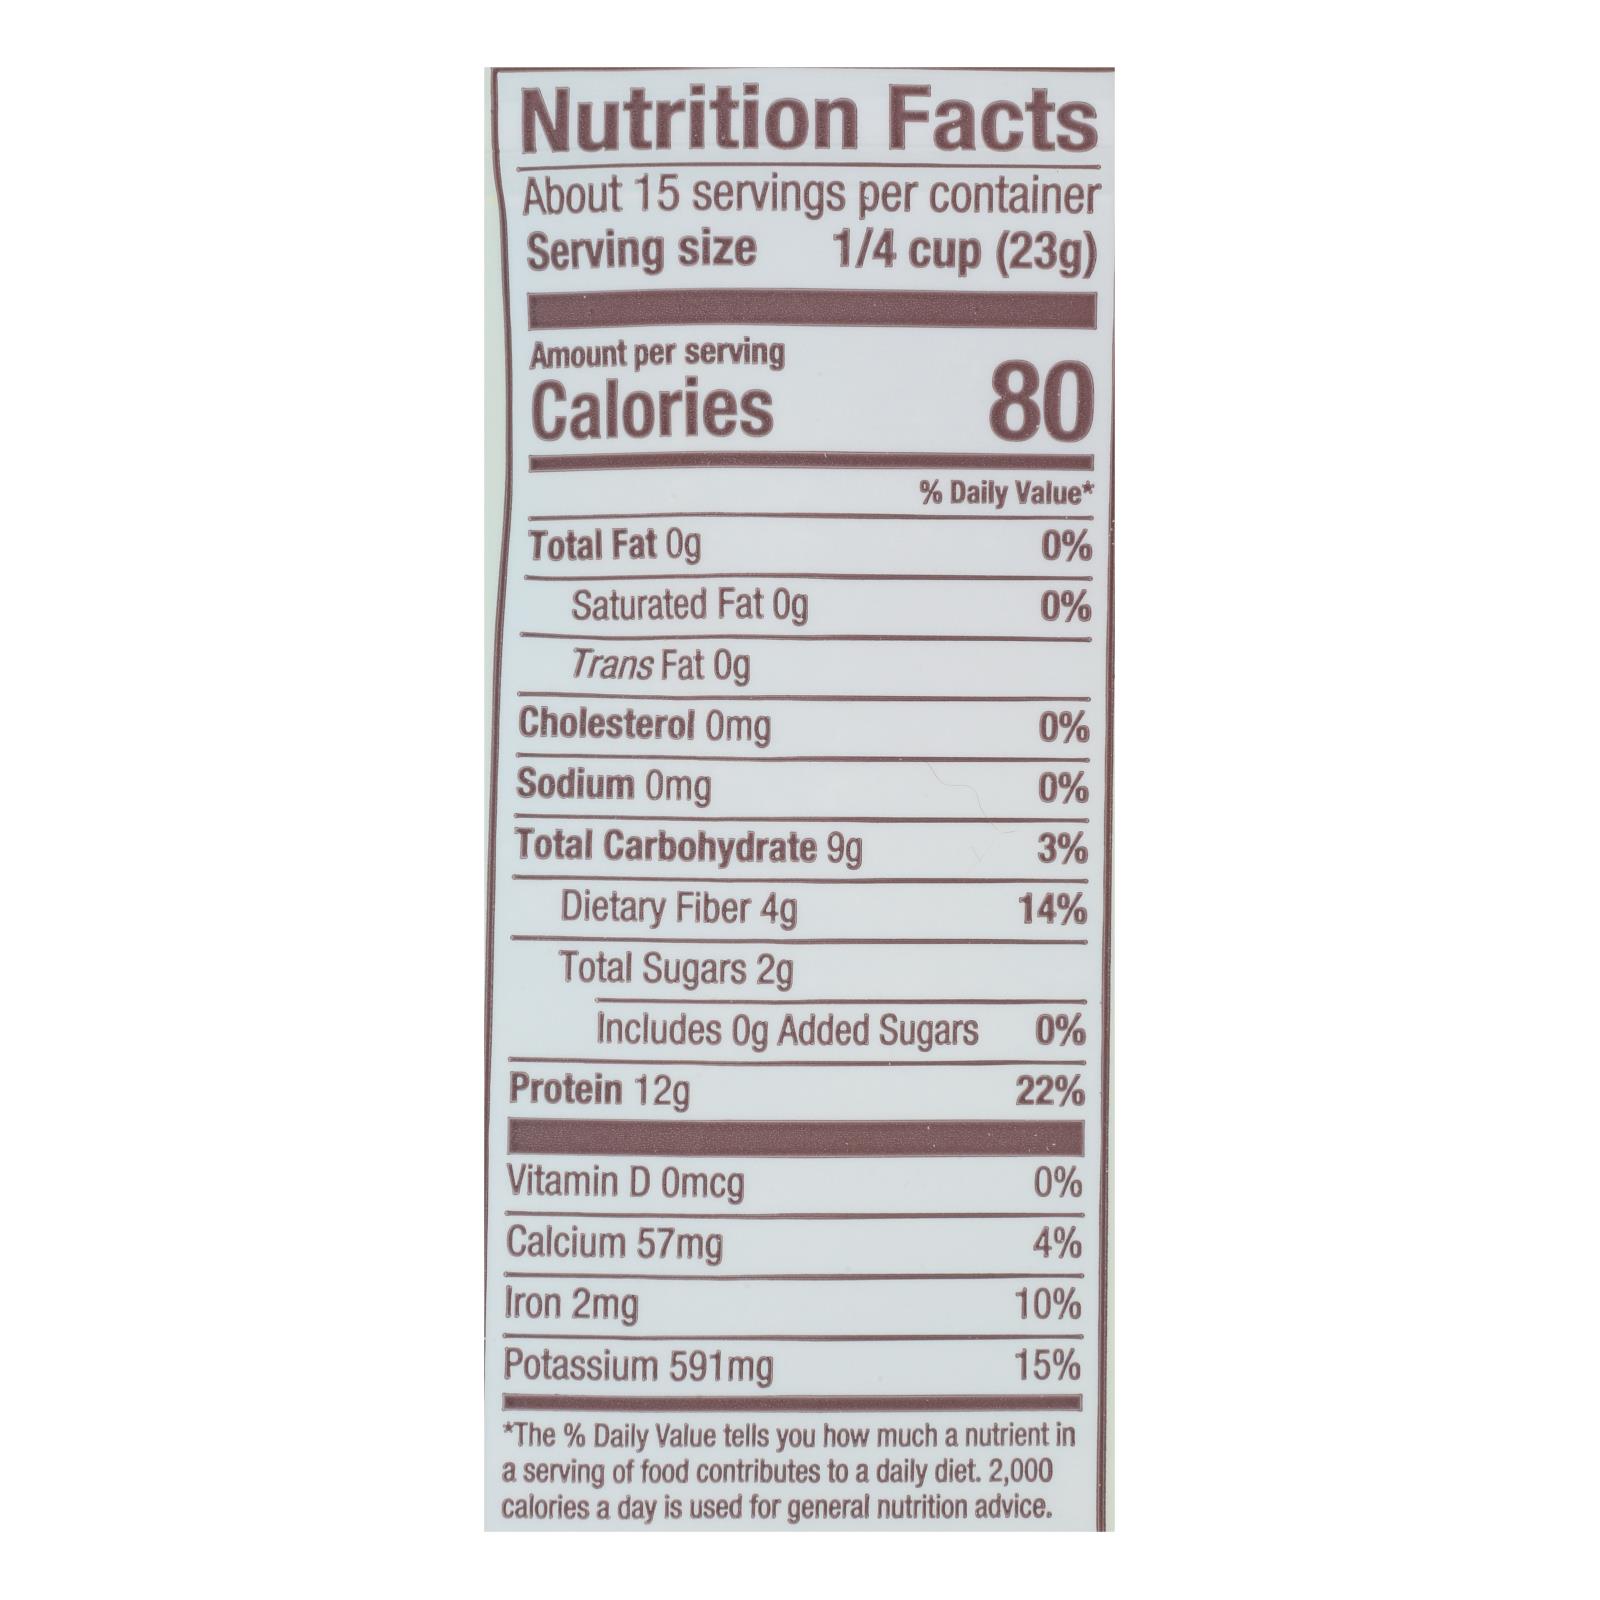 Nutrition Facts
About 15 servings per container
Serving size 1/4 cup (23g)
Amount per serving
Calories 80
% Daily Value*
Total Fat 0g 0%
Saturated Fat 0g 0%
Trans Fat 0g
Cholesterol 0mg 0%
Sodium 0mg 0%
Total Carbohydrate 9g 3%
Dietary Fiber 4g 14%
Total Sugars 2g
Includes 0g Added Sugars 0%
Protein 12g 22%
Vitamin D 0mcg 0%
Calcium 57mg 4%
Iron 2mg 10%
Potassium 591mg 15%
*The % Daily Value tells you how much a nutrient in
a serving of food contributes to a daily diet. 2,000
calories a day is used for general nutrition advice.